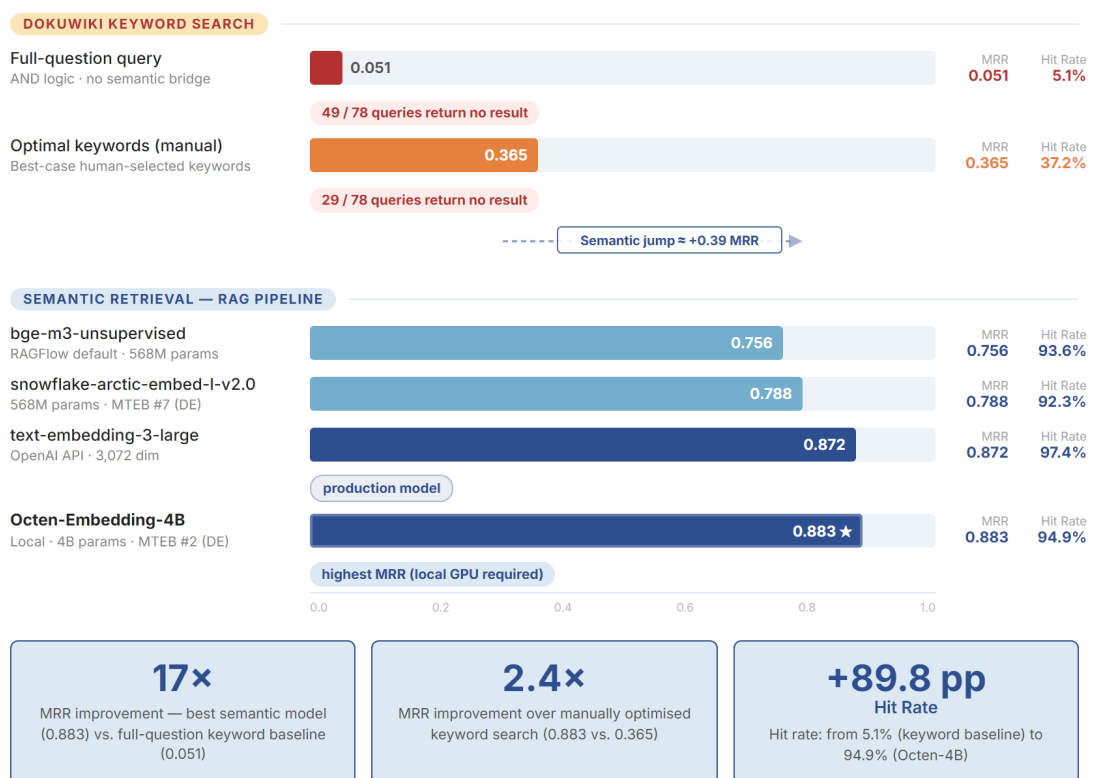 DOKUWIKI KEYWORD SEARCH
Full-question query
AND logic · no semantic bridge
0.051
MRR
0.051
Hit Rate
5.1%
49 / 78 queries return no result
Optimal keywords (manual)
Best-case human-selected keywords
0.365
MRR
0.365
Hit Rate
37.2%
29 / 78 queries return no result
Semantic jump ≈ +0.39 MRR
SEMANTIC RETRIEVAL — RAG PIPELINE
bge-m3-unsupervised
RAGFlow default · 568M params
0.756
MRR
0.756
Hit Rate
93.6%
snowflake-arctic-embed-l-v2.0
568M params · MTEB #7 (DE)
0.788
MRR
0.788
Hit Rate
92.3%
text-embedding-3-large
OpenAI API · 3,072 dim
0.872
MRR
0.872
Hit Rate
97.4%
production model
Octen-Embedding-4B
Local · 4B params · MTEB #2 (DE)
0.883 ★
MRR
0.883
Hit Rate
94.9%
highest MRR (local GPU required)
0.0 0.2 0.4 0.6 0.8 1.0
17×
MRR improvement — best semantic model
(0.883) vs. full-question keyword baseline
(0.051)
2.4×
MRR improvement over manually optimised
keyword search (0.883 vs. 0.365)
+89.8 pp
Hit Rate
Hit rate: from 5.1% (keyword baseline) to
94.9% (Octen-4B)